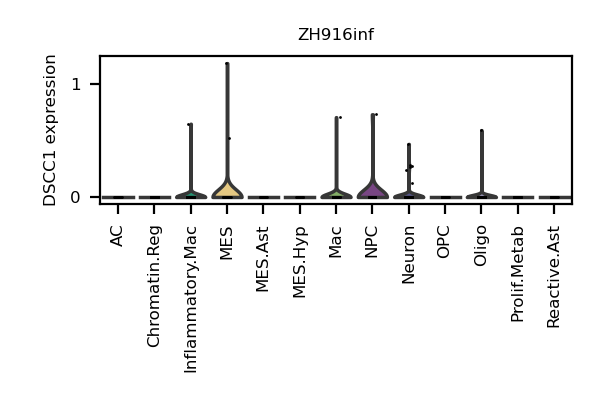 ZH916inf
DSCC1 expression
1
0
AC
Chromatin.Reg
Inflammatory.Mac
MES
MES.Ast
MES.Hyp
Mac
NPC
Neuron
OPC
Oligo
Prolif.Metab
Reactive.Ast